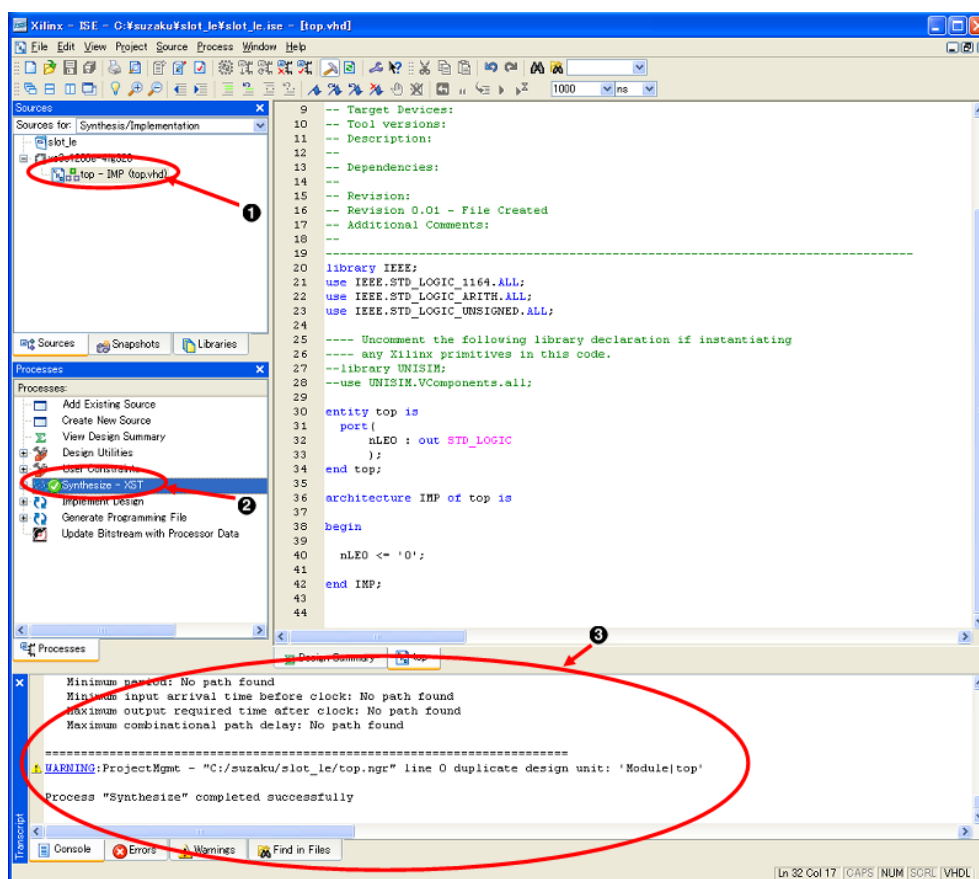 Xilinx - ISE - C:¥suzaku¥slot_le¥slot_le.ise - [top.vhd]
File Edit View Project Source Process Window Help
1000 ns
Sources
Sources for: Synthesis/Implementation
slot_le
top - IMP (top.vhd)
❶
Sources Snapshots Libraries
Processes
Processes:
Add Existing Source
Create New Source
View Design Summary
Design Utilities
User Constraints
Synthesize - XST
❷
Implement Design
Generate Programming File
Update Bitstream with Processor Data
Processes
9 -- Target Devices:
10 -- Tool versions:
11 -- Description:
12 --
13 -- Dependencies:
14 --
15 -- Revision:
16 -- Revision 0.01 - File Created
17 -- Additional Comments:
18 --
19 ----------------------------------------------------------------------------------
20 library IEEE;
21 use IEEE.STD_LOGIC_1164.ALL;
22 use IEEE.STD_LOGIC_ARITH.ALL;
23 use IEEE.STD_LOGIC_UNSIGNED.ALL;
24
25 ---- Uncomment the following library declaration if instantiating
26 ---- any Xilinx primitives in this code.
27 --library UNISIM;
28 --use UNISIM.VComponents.all;
29
30 entity top is
31 port(
32 nLE0 : out STD_LOGIC
33 );
34 end top;
35
36 architecture IMP of top is
37
38 begin
39
40 nLE0 <= '0';
41
42 end IMP;
43
44
❸
Design Summary top
Minimum period: No path found
Minimum input arrival time before clock: No path found
Maximum output required time after clock: No path found
Maximum combinational path delay: No path found
=========================================================================
WARNING:ProjectMgmt - "C:/suzaku/slot_le/top.ngr" line 0 duplicate design unit: 'Module|top'
Process "Synthesize" completed successfully
Transcript
Console Errors Warnings Find in Files
Ln 32 Col 17 CAPS NUM SCRL VHDL